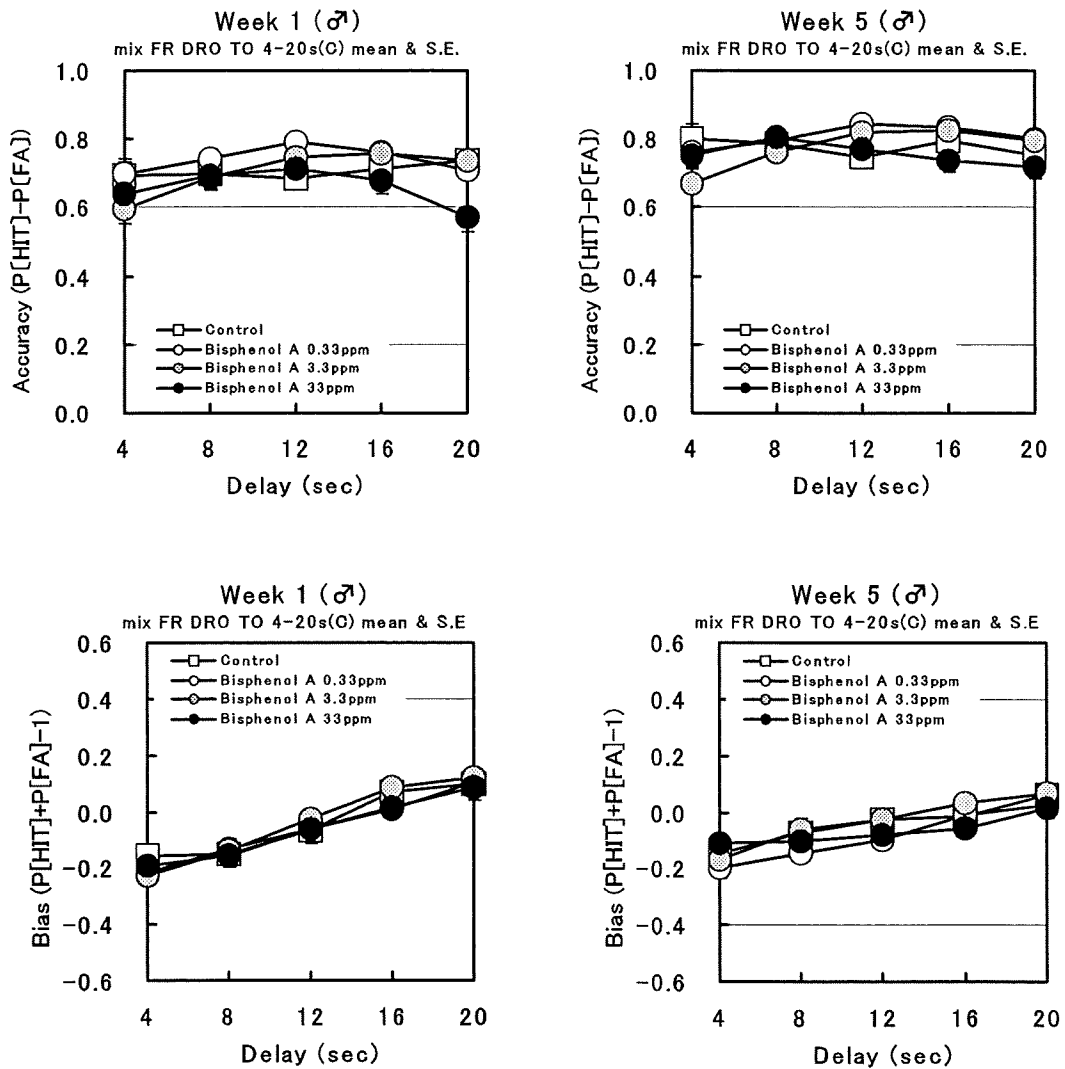 Week 1 (♂)
mix FR DRO TO 4-20s(C) mean & S.E.
Accuracy (P[HIT]-P[FA])
1.0
0.8
0.6
0.4
0.2
0.0
Control
Bisphenol A 0.33ppm
Bisphenol A 3.3ppm
Bisphenol A 33ppm
4 8 12 16 20
Delay (sec)
Week 5 (♂)
mix FR DRO TO 4-20s(C) mean & S.E.
Accuracy (P[HIT]-P[FA])
1.0
0.8
0.6
0.4
0.2
0.0
Control
Bisphenol A 0.33ppm
Bisphenol A 3.3ppm
Bisphenol A 33ppm
4 8 12 16 20
Delay (sec)
Week 1 (♂)
mix FR DRO TO 4-20s(C) mean & S.E
Bias (P[HIT]+P[FA]-1)
0.6
0.4
0.2
0.0
-0.2
-0.4
-0.6
Control
Bisphenol A 0.33ppm
Bisphenol A 3.3ppm
Bisphenol A 33ppm
4 8 12 16 20
Delay (sec)
Week 5 (♂)
mix FR DRO TO 4-20s(C) mean & S.E
Bias (P[HIT]+P[FA]-1)
0.6
0.4
0.2
0.0
-0.2
-0.4
-0.6
Control
Bisphenol A 0.33ppm
Bisphenol A 3.3ppm
Bisphenol A 33ppm
4 8 12 16 20
Delay (sec)